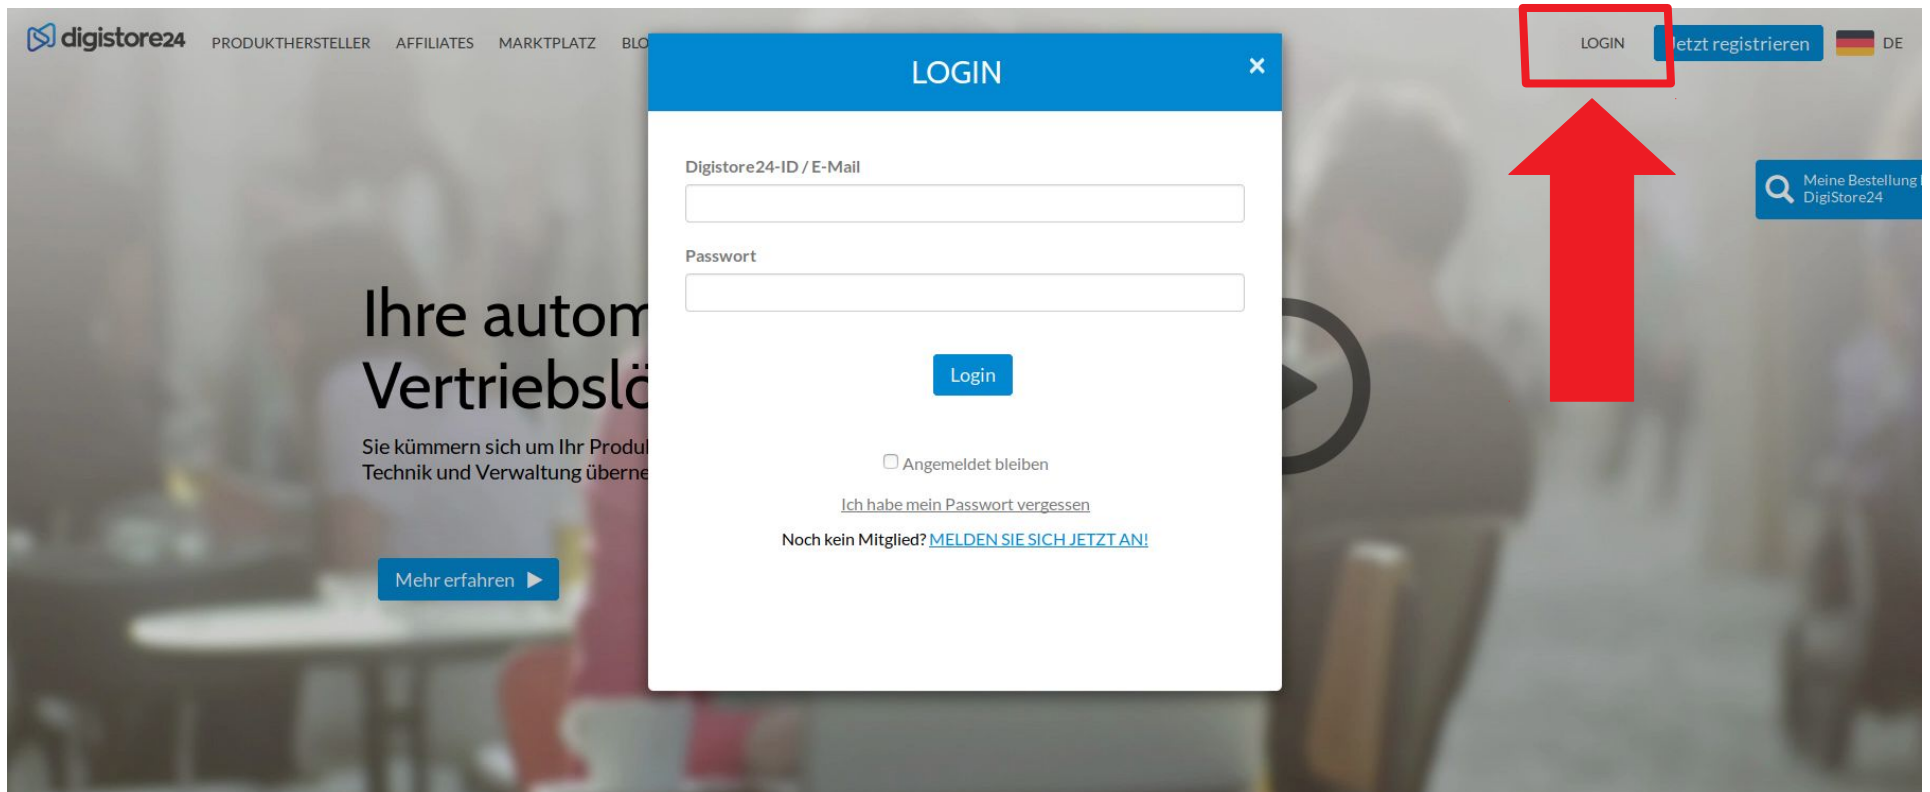 digistore24
PRODUKTHERSTELLER AFFILIATES MARKTPLATZ BLO
LOGIN
Jetzt registrieren
DE
LOGIN
×
Digistore24-ID / E-Mail
Passwort
Login
Angemeldet bleiben
Ich habe mein Passwort vergessen
Noch kein Mitglied? MELDEN SIE SICH JETZT AN!
Meine Bestellung
DigiStore24
Ihre autom
Vertriebslö
Sie kümmern sich um Ihr Produ
Technik und Verwaltung überne
Mehr erfahren